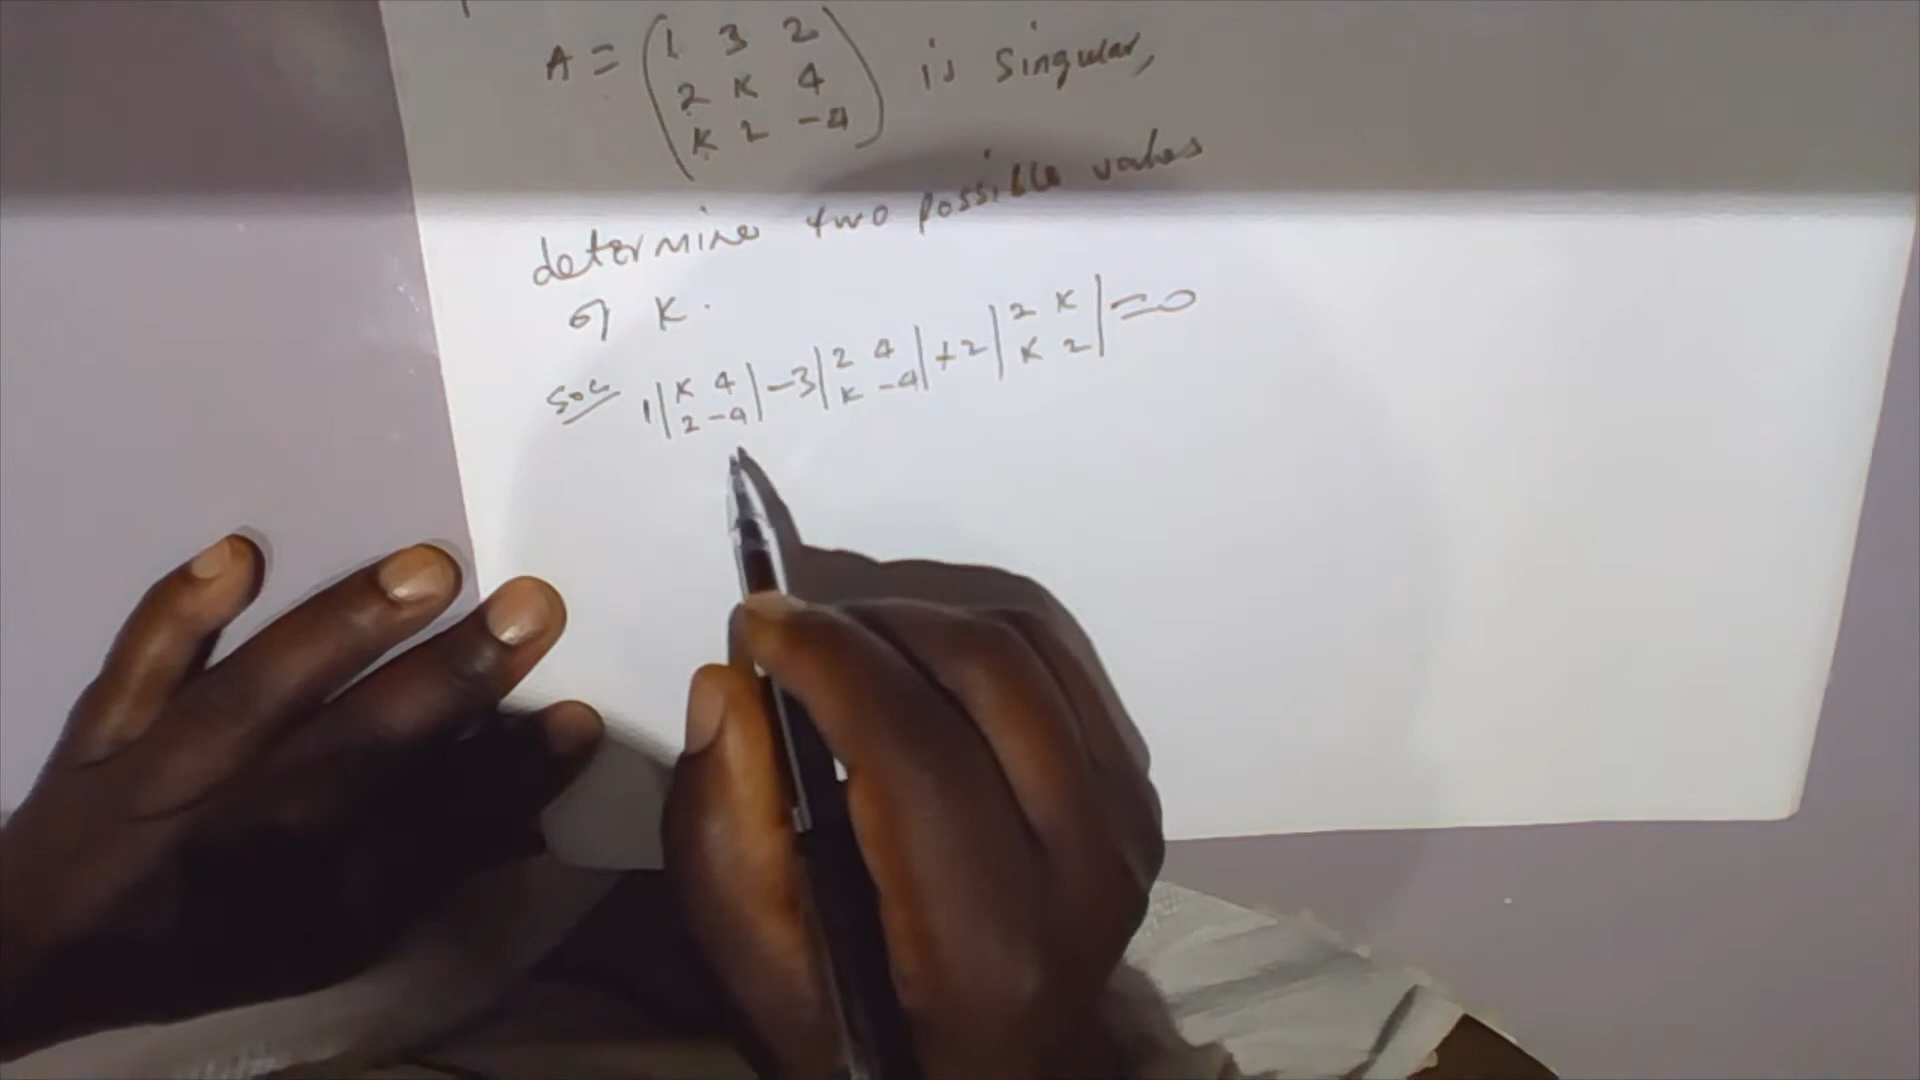 A = (1 3 2
2 K 4
K 2 -4) is singular,
determine two possible values
of K.
Soln 1|K 4
2 -4| -3|2 4
K -4| +2|2 K
K 2| =0